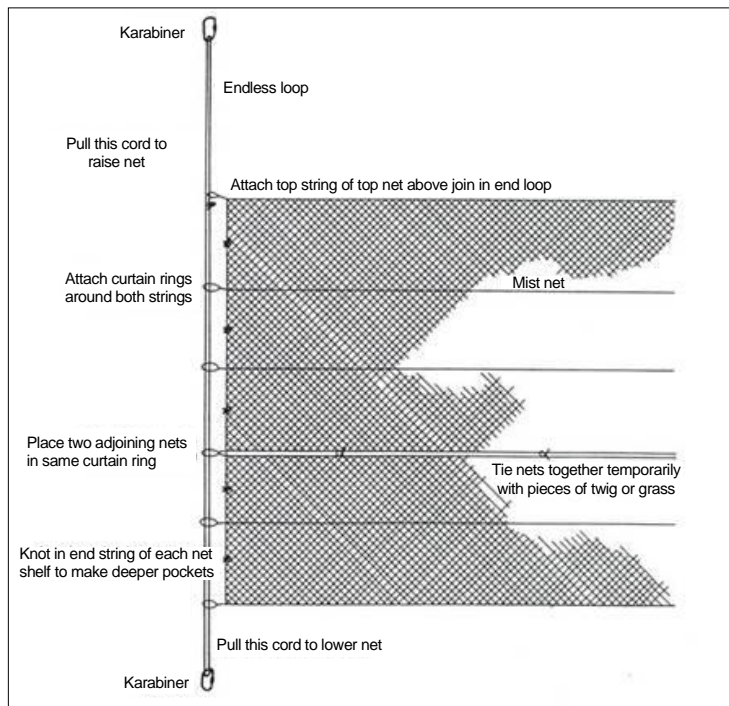 Karabiner
Endless loop
Pull this cord to
raise net
Attach top string of top net above join in end loop
Attach curtain rings
around both strings
Mist net
Place two adjoining nets
in same curtain ring
Tie nets together temporarily
with pieces of twig or grass
Knot in end string of each net
shelf to make deeper pockets
Pull this cord to lower net
Karabiner